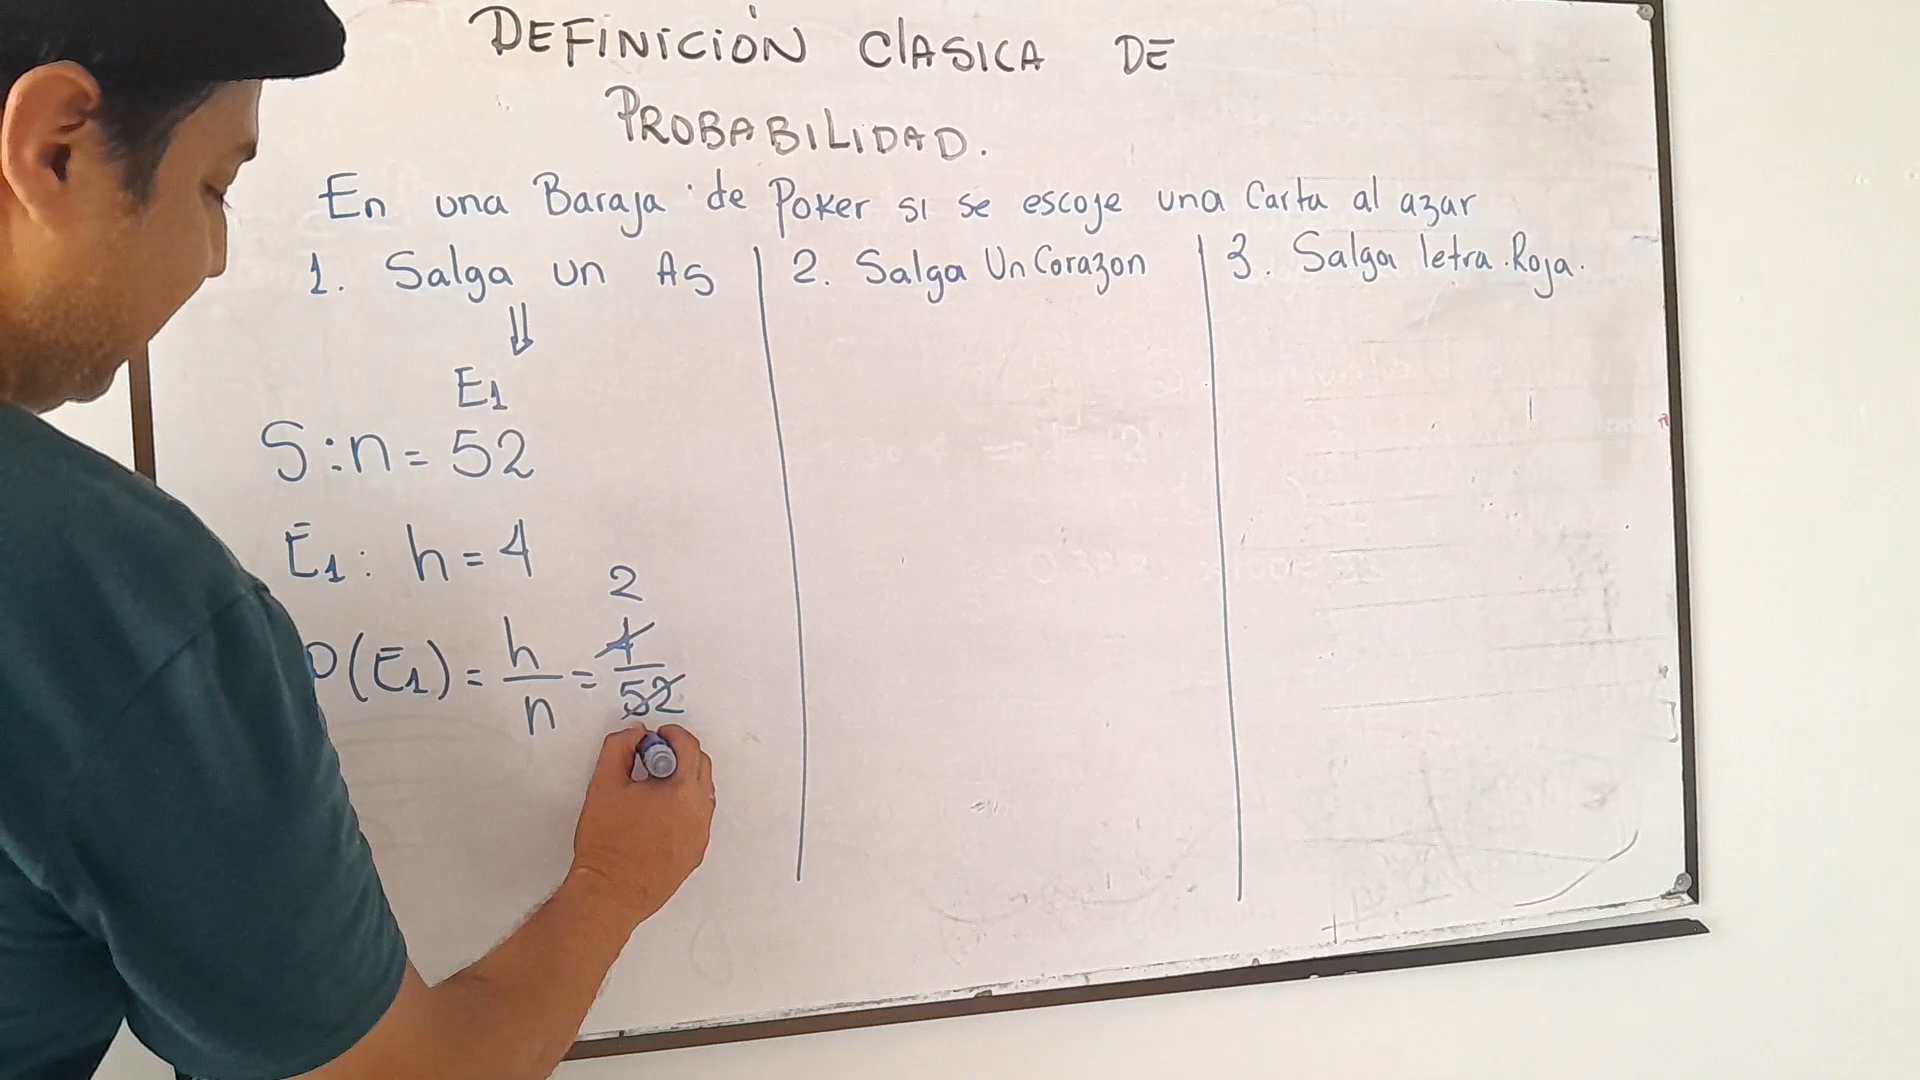 DEFINICIÓN ClASICA DE
PROBABILIDAD.
En una Baraja de Poker si se escoje una Carta al azar
1. Salga un As
2. Salga Un Corazon
3. Salga letra Roja.
⇓
E1
S:n= 52
E1: h=4
P(E1) = h/n = 4/52
2